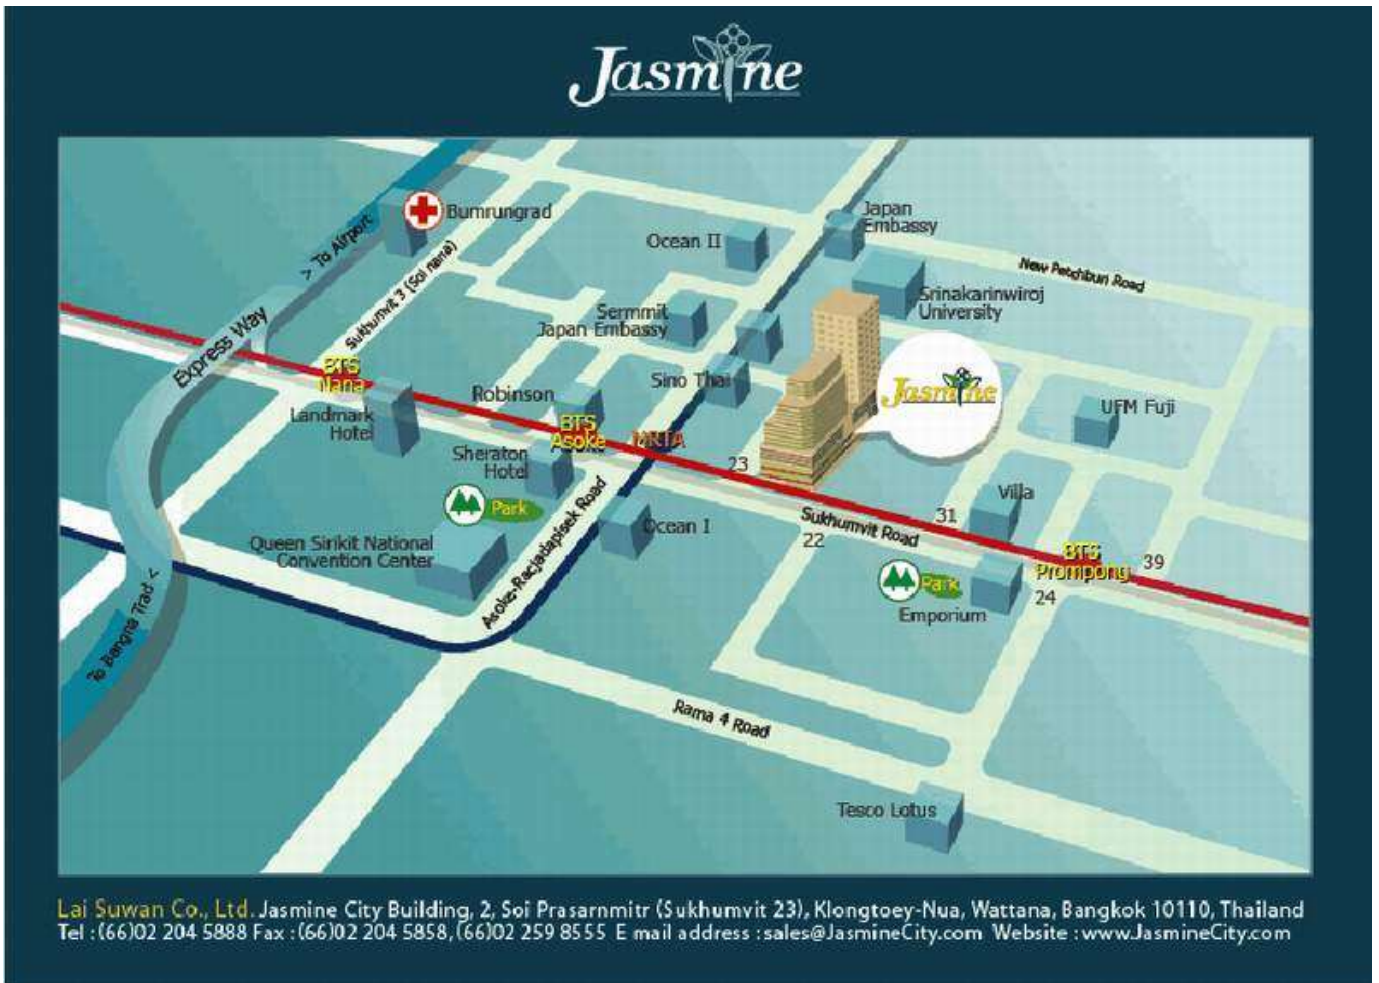 Jasmine
Bumrungrad
Japan
Embassy
> To Airport
Ocean II
Sukhumvit 3 (Soi nana)
New Petchburi Road
Srinakarinwiroj
University
Sermmit
Japan Embassy
Express Way
BTS
Nana
Sino Thai
Jasmine
Robinson
Landmark
Hotel
UFM Fuji
BTS
Asoke
MRTA
Sheraton
Hotel
23
Park
Villa
Asoke-Racjadapisek Road
Ocean I
Sukhumvit Road
31
22
Queen Sirikit National
Convention Center
BTS
Prompong
39
Park
24
Emporium
To Bangna Trad <
Rama 4 Road
Tesco Lotus
Lai Suwan Co., Ltd. Jasmine City Building, 2, Soi Prasarnmitr (Sukhumvit 23), Klongtoey-Nua, Wattana, Bangkok 10110, Thailand
Tel :(66)02 204 5888 Fax :(66)02 204 5858,(66)02 259 8555 E mail address :sales@JasmineCity.com Website :www.JasmineCity.com